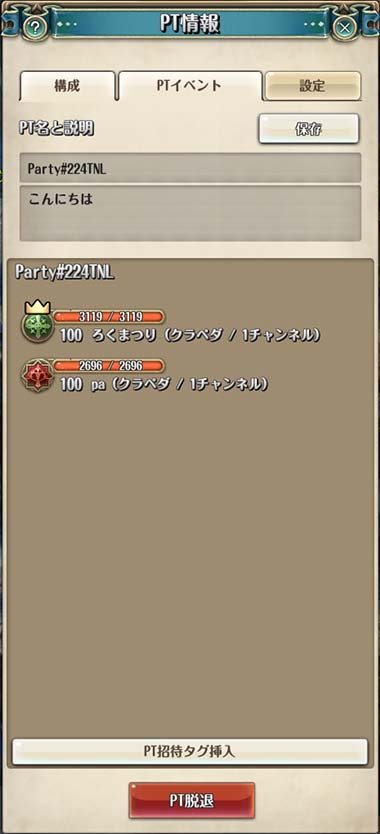 ?
PT情報
×
構成
PTイベント
設定
PT名と説明
保存
Party#224TNL
こんにちは
Party#224TNL
3119 / 3119
100 ろくまつり (クラペダ / 1チャンネル)
2696 / 2696
100 pa (クラペダ / 1チャンネル)
PT招待タグ挿入
PT脱退